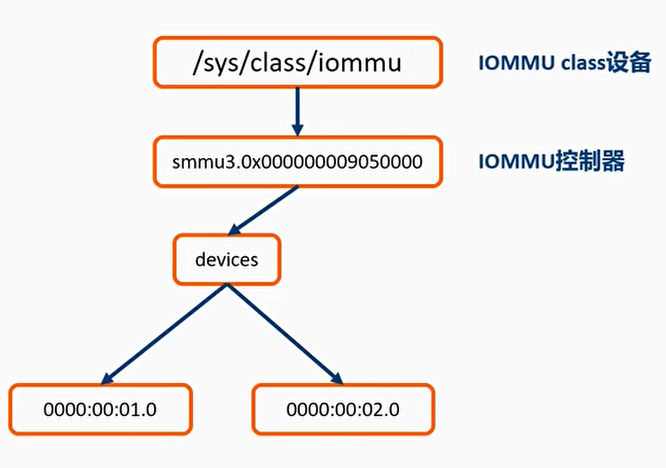 /sys/class/iommu
IOMMU class设备
smmu3.0x000000009050000
IOMMU控制器
devices
0000:00:01.0
0000:00:02.0